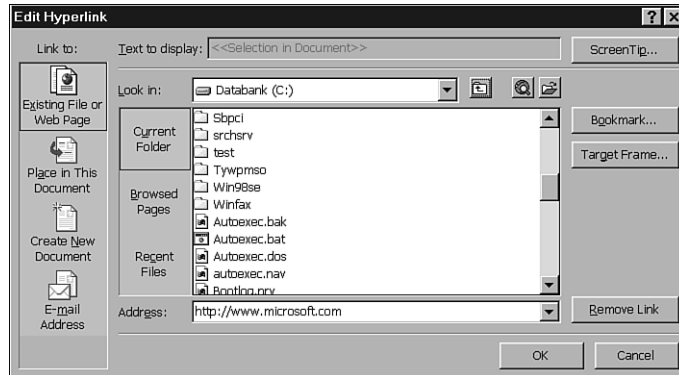 Edit Hyperlink
Link to:
Text to display: <<Selection in Document>>
ScreenTip...
Existing File or
Web Page
Place in This
Document
Create New
Document
E-mail
Address
Look in: Databank (C:)
Current
Folder
Browsed
Pages
Recent
Files
Sbpci
srchsrv
test
Tywpmso
Win98se
Winfax
Autoexec.bak
Autoexec.bat
Autoexec.dos
autoexec.nav
Bootlog.prv
Bookmark...
Target Frame...
Address: http://www.microsoft.com
Remove Link
OK
Cancel